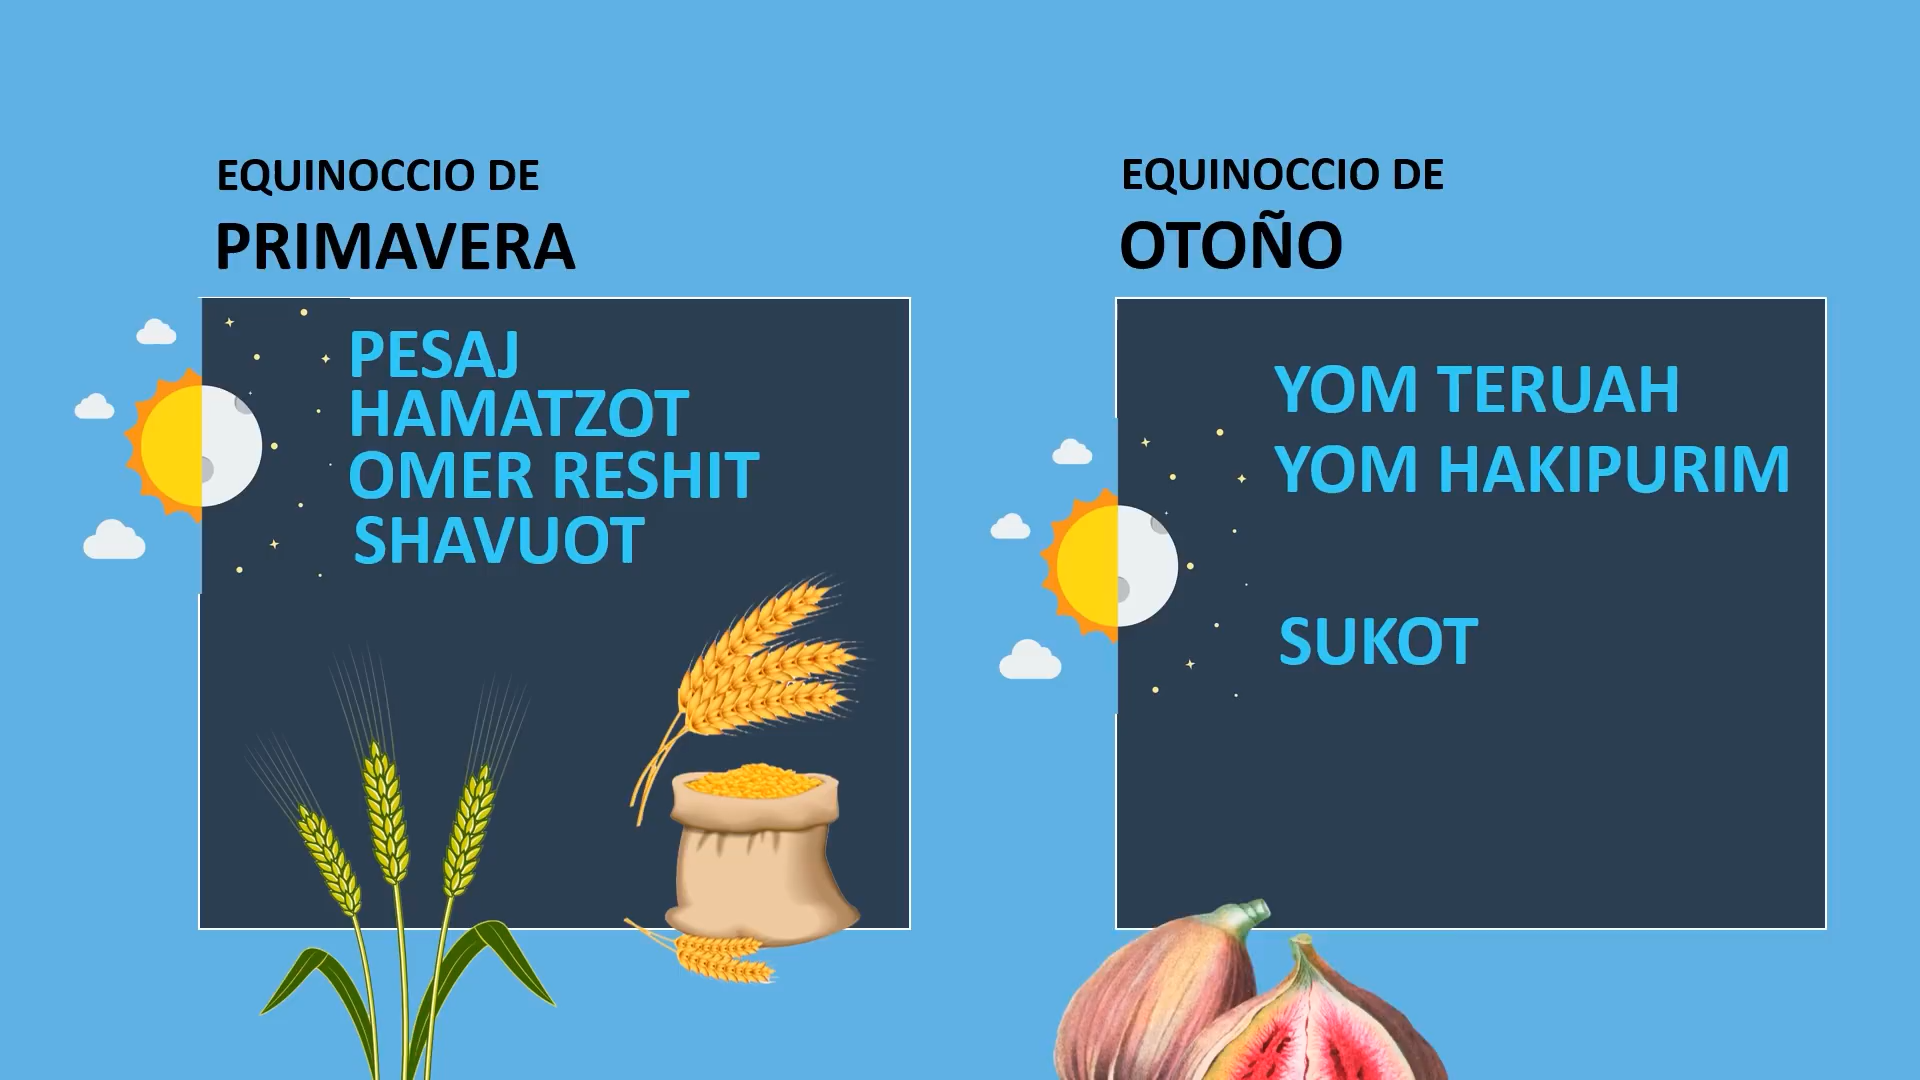 EQUINOCCIO DE
PRIMAVERA
PESAJ
HAMATZOT
OMER RESHIT
SHAVUOT
EQUINOCCIO DE
OTOÑO
YOM TERUAH
YOM HAKIPURIM
SUKOT